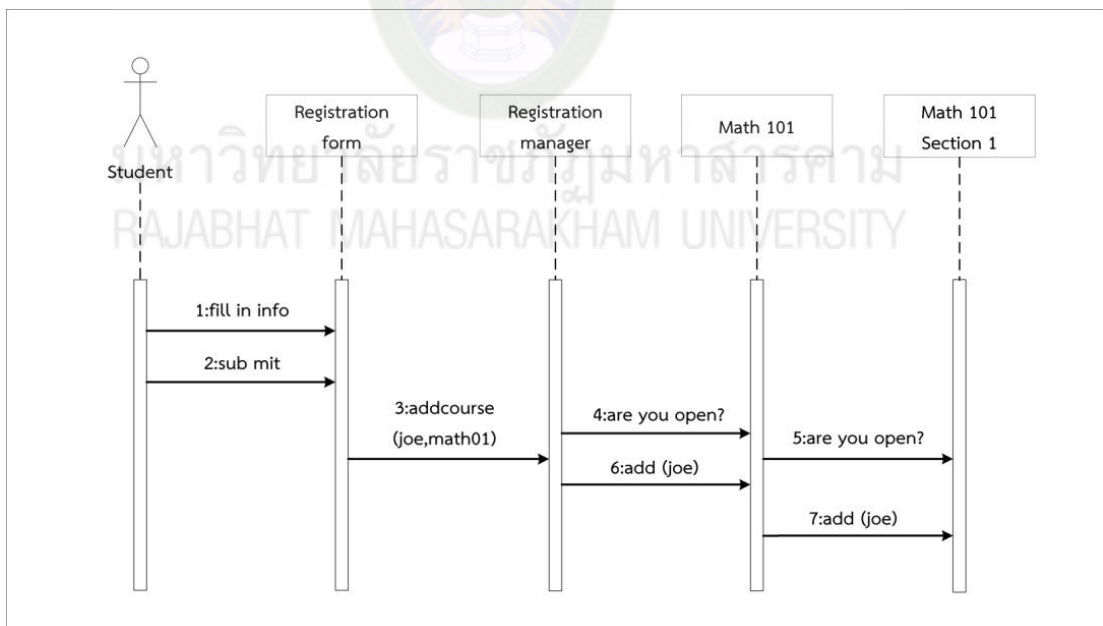 Student
Registration
form
Registration
manager
Math 101
Math 101
Section 1
มหาวิทยาลัยราชภัฏมหาสารคาม
RAJABHAT MAHASARAKHAM UNIVERSITY
1:fill in info
2:sub mit
3:addcourse
(joe,math01)
4:are you open?
5:are you open?
6:add (joe)
7:add (joe)